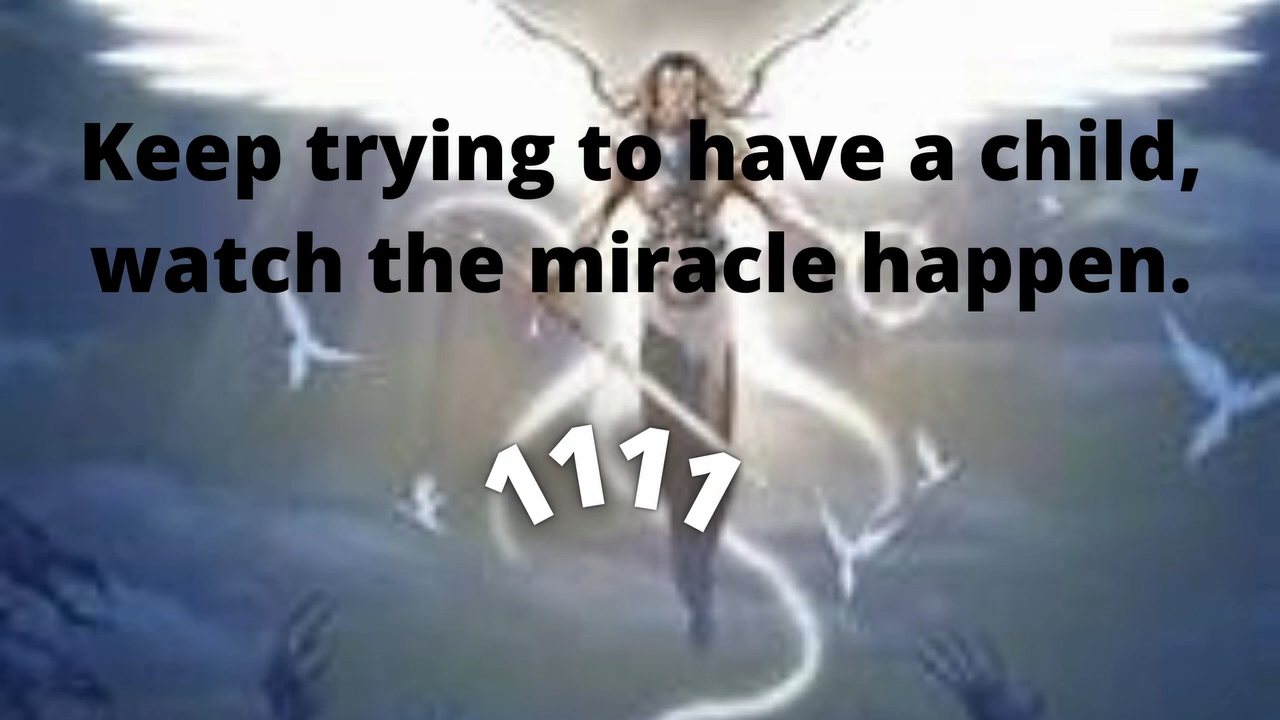 Keep trying to have a child,
watch the miracle happen.
1111